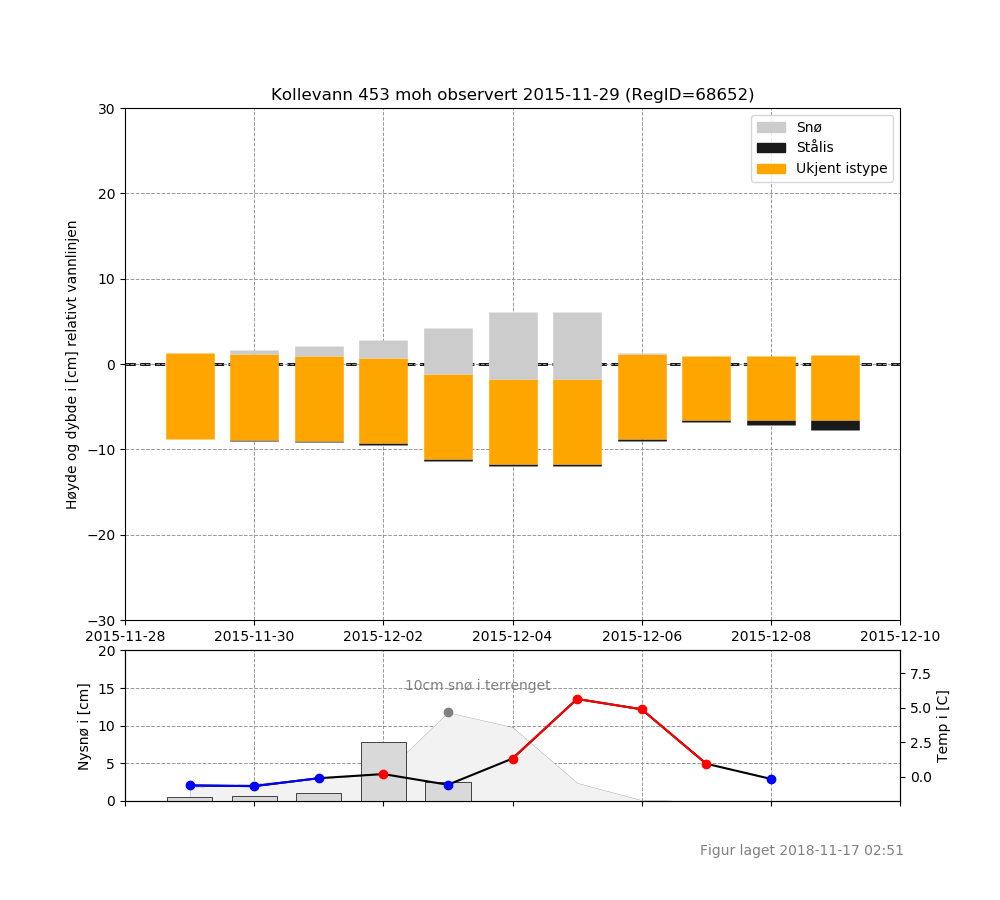 Kollevann 453 moh observert 2015-11-29 (RegID=68652)
Snø
Stålis
Ukjent istype
Høyde og dybde i [cm] relativt vannlinjen
30
20
10
0
−10
−20
−30
2015-11-28 2015-11-30 2015-12-02 2015-12-04 2015-12-06 2015-12-08 2015-12-10
Nysnø i [cm]
20
15
10
5
0
10cm snø i terrenget
7.5
5.0
2.5
0.0
Temp i [C]
Figur laget 2018-11-17 02:51